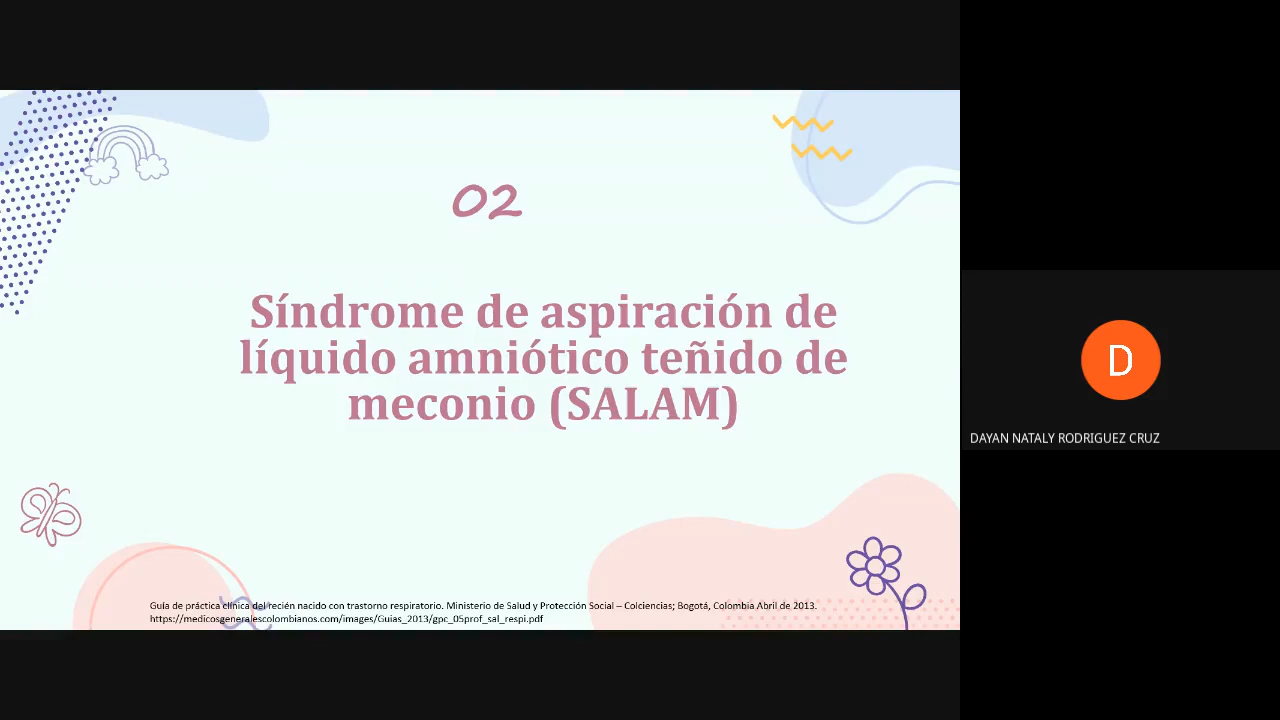 02
Síndrome de aspiración de
líquido amniótico teñido de
meconio (SALAM)
Guía de práctica clínica del recién nacido con trastorno respiratorio. Ministerio de Salud y Protección Social – Colciencias; Bogotá, Colombia Abril de 2013.
https://medicosgeneralescolombianos.com/images/Guias_2013/gpc_05prof_sal_respi.pdf
D
DAYAN NATALY RODRIGUEZ CRUZ